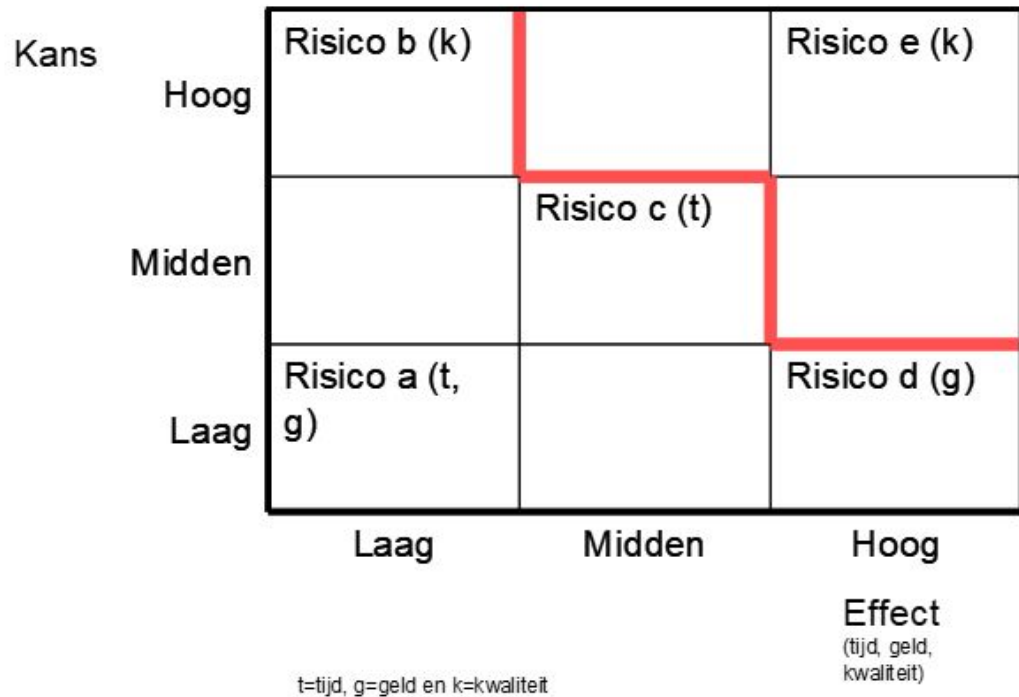 Kans
Risico b (k)
Risico e (k)
Hoog
Risico c (t)
Midden
Risico a (t,
g)
Risico d (g)
Laag
Laag
Midden
Hoog
Effect
(tijd, geld,
kwaliteit)
t=tijd, g=geld en k=kwaliteit